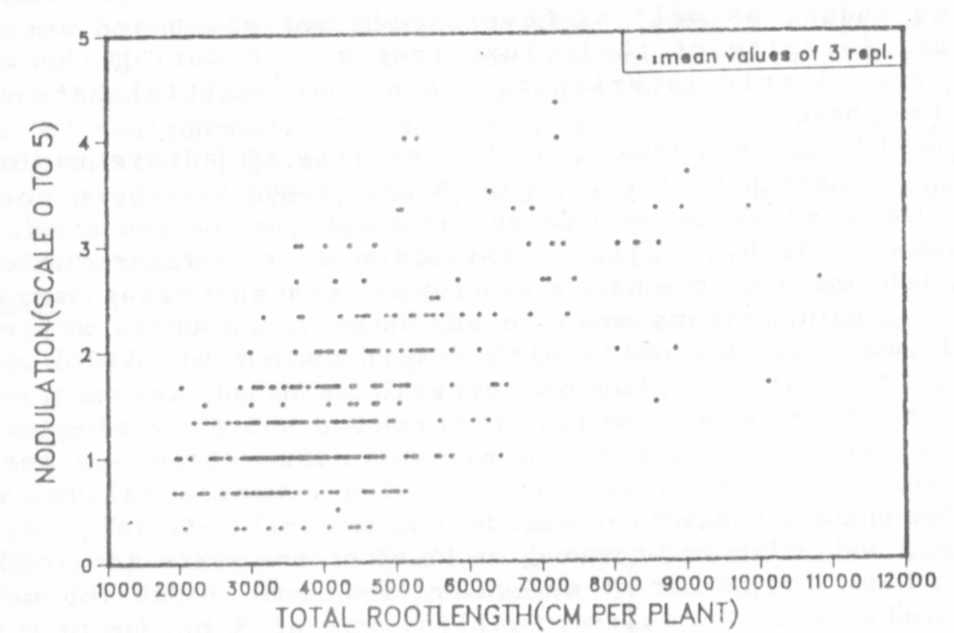 5
• : mean values of 3 repl.
4
3
2
1
0
NODULATION(SCALE 0 TO 5)
1000 2000 3000 4000 5000 6000 7000 8000 9000 10000 11000 12000
TOTAL ROOTLENGTH(CM PER PLANT)